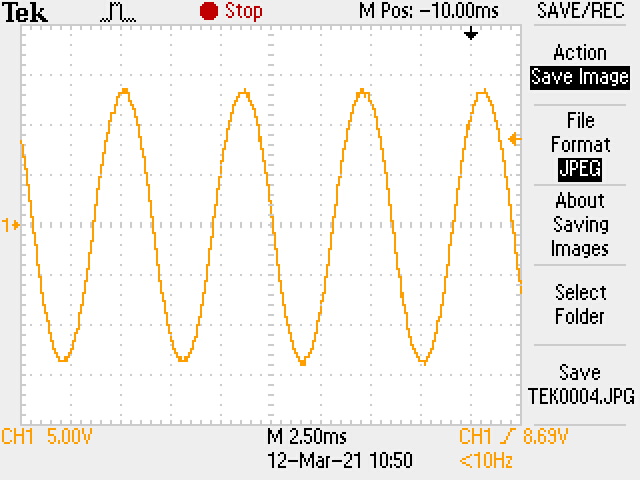 Tek Stop M Pos: -10.00ms SAVE/REC
Action
Save Image
File
Format
JPEG
About
Saving
Images
Select
Folder
Save
TEK0004.JPG
1
CH1 5.00V M 2.50ms CH1 8.69V
12-Mar-21 10:50 <10Hz